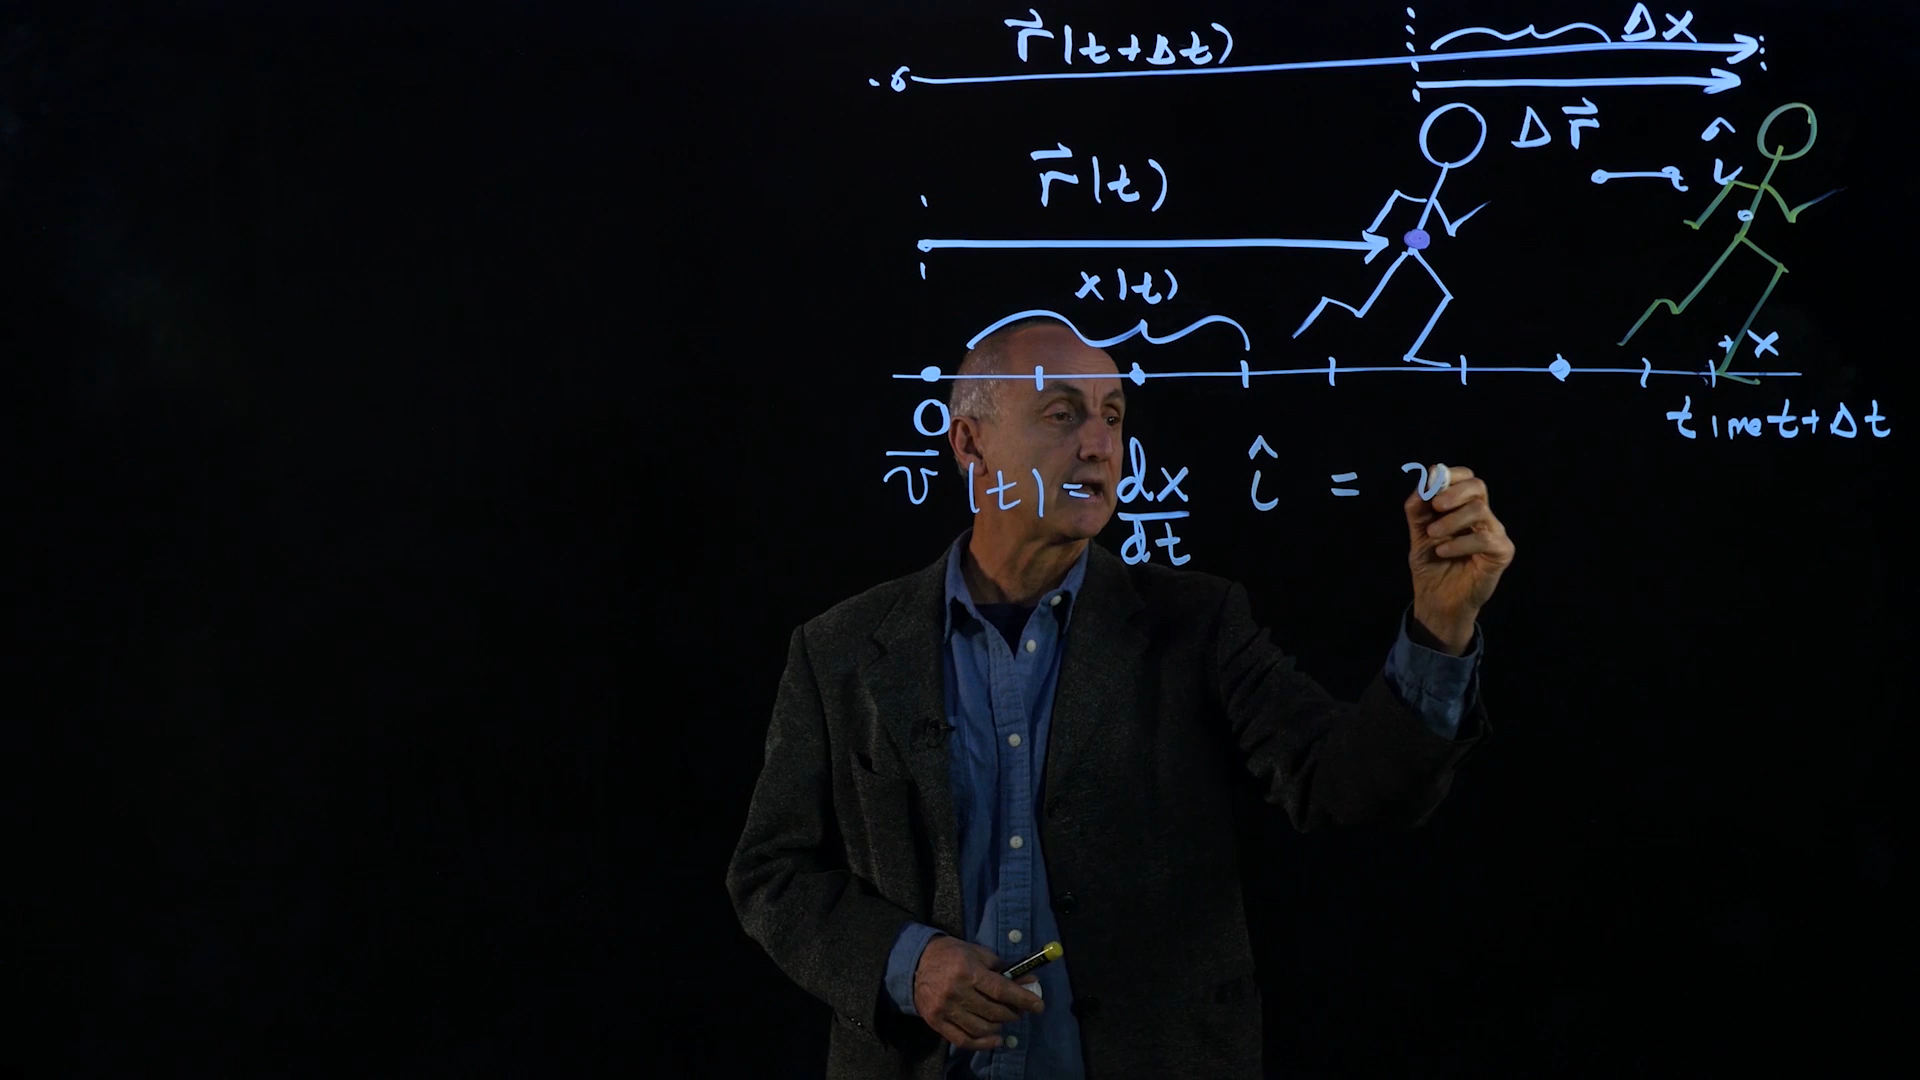 r⃗(t+Δt) Δx
Δr⃗ î
r⃗(t)
x(t)
+x
0
time t+Δt
v⃗(t) = dx/dt î = v